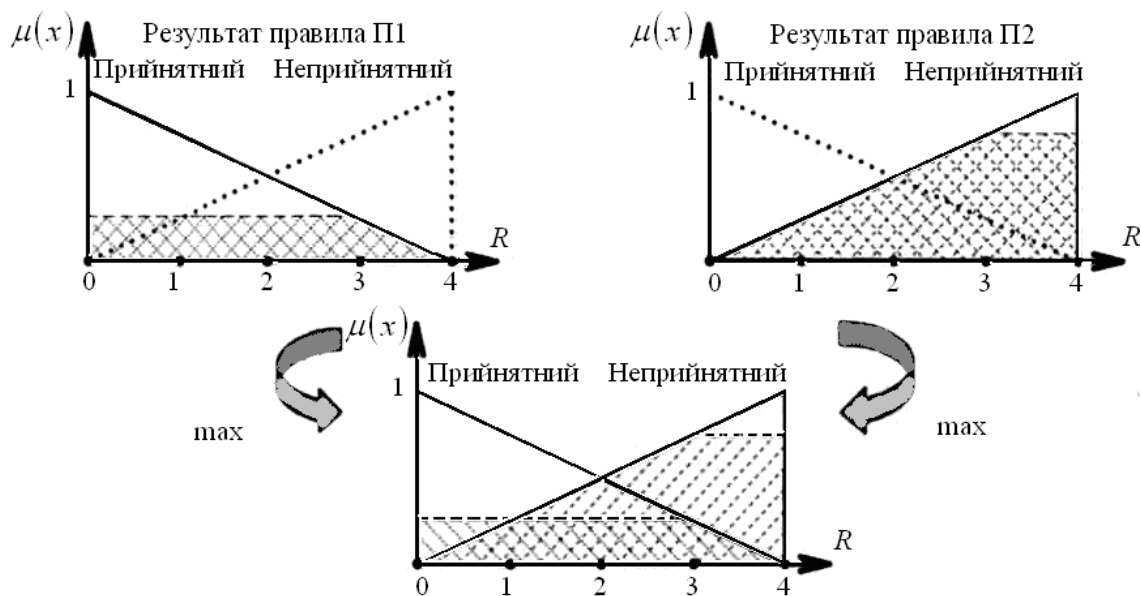 μ(x) Результат правила П1
Прийнятний Неприйнятний
1
R
0 1 2 3 4
μ(x) Результат правила П2
Прийнятний Неприйнятний
1
R
0 1 2 3 4
μ(x)
Прийнятний Неприйнятний
1
max
max
R
0 1 2 3 4